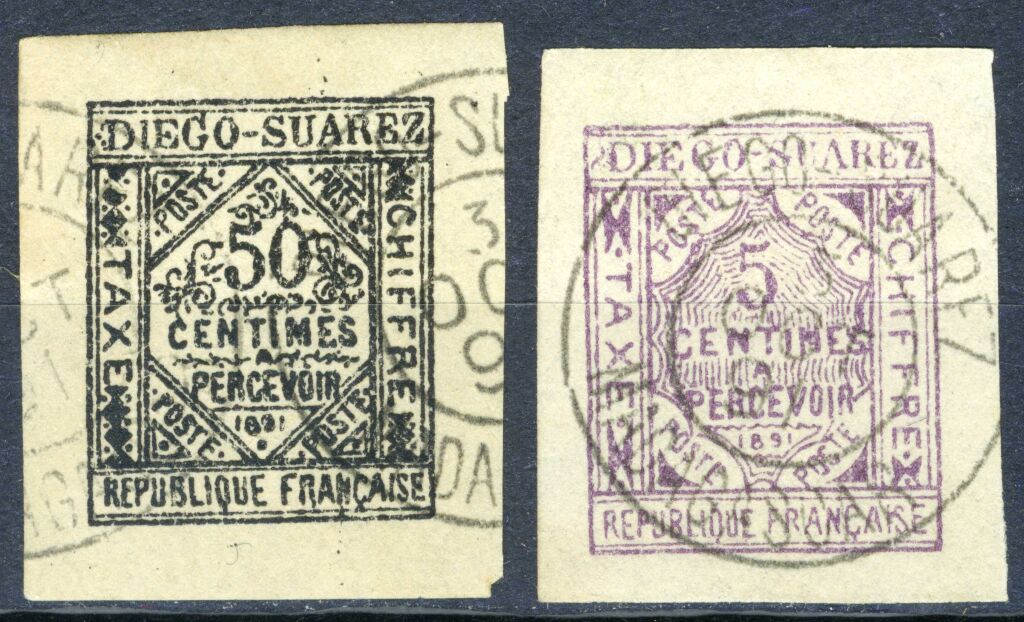 DIEGO-SUAREZ
POSTE
POSTE
50
CENTIMES
A
PERCEVOIR
1891
POSTE
POSTE
TAXE
CHIFFRE
REPUBLIQUE FRANÇAISE
DIEGO-SUAREZ
POSTE
POSTE
5
CENTIMES
A
PERCEVOIR
1891
POSTE
POSTE
TAXE
CHIFFRE
REPUBLIQUE FRANÇAISE